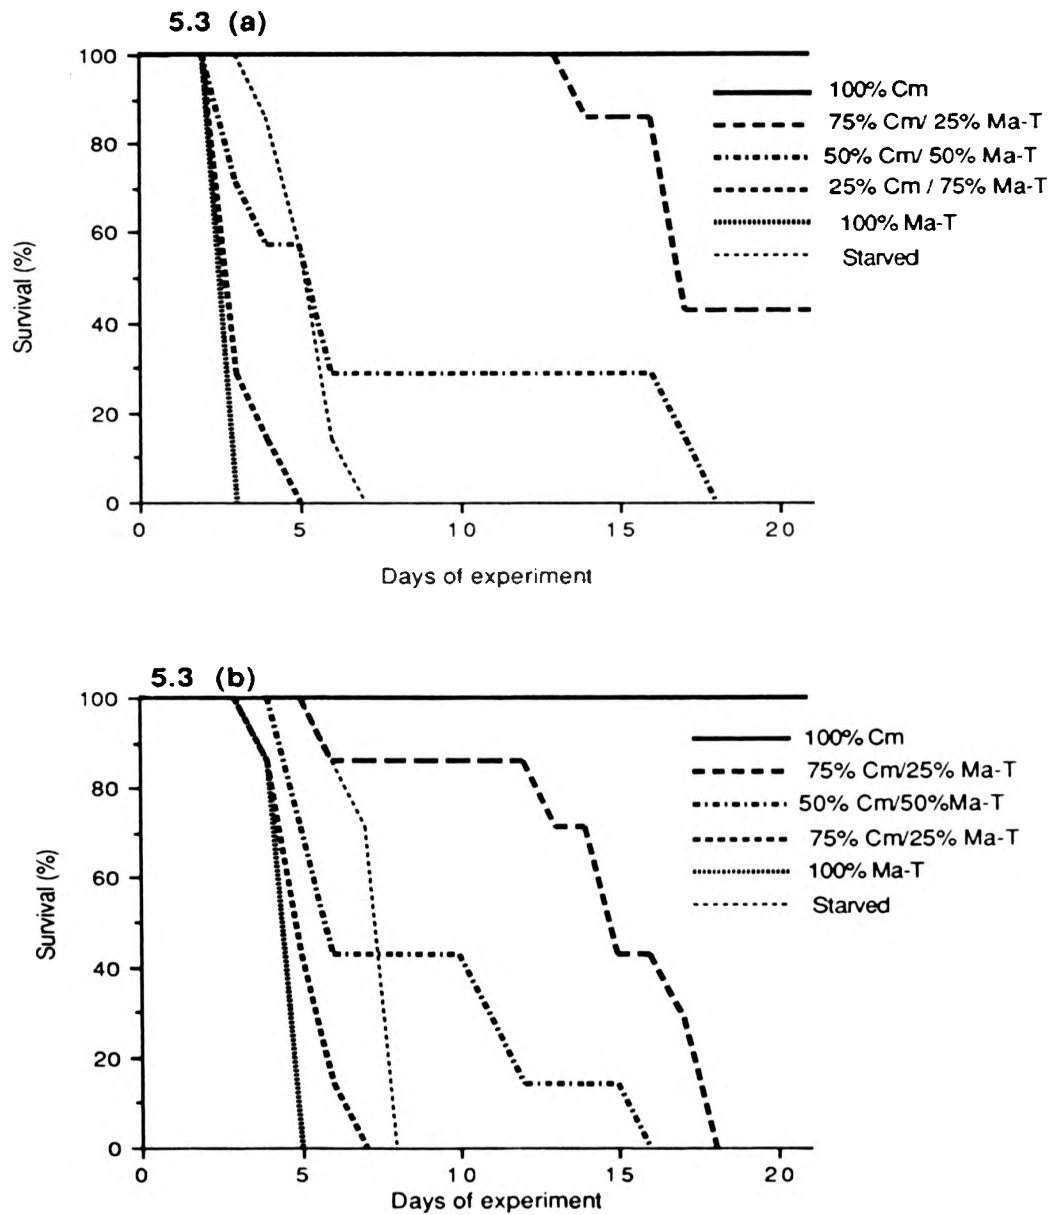 5.3 (a)
100
80
60
40
20
0
Survival (%)
0 5 10 15 20
Days of experiment
100% Cm
75% Cm/ 25% Ma-T
50% Cm/ 50% Ma-T
25% Cm / 75% Ma-T
100% Ma-T
Starved
5.3 (b)
100
80
60
40
20
0
Survival (%)
0 5 10 15 20
Days of experiment
100% Cm
75% Cm/25% Ma-T
50% Cm/50%Ma-T
75% Cm/25% Ma-T
100% Ma-T
Starved